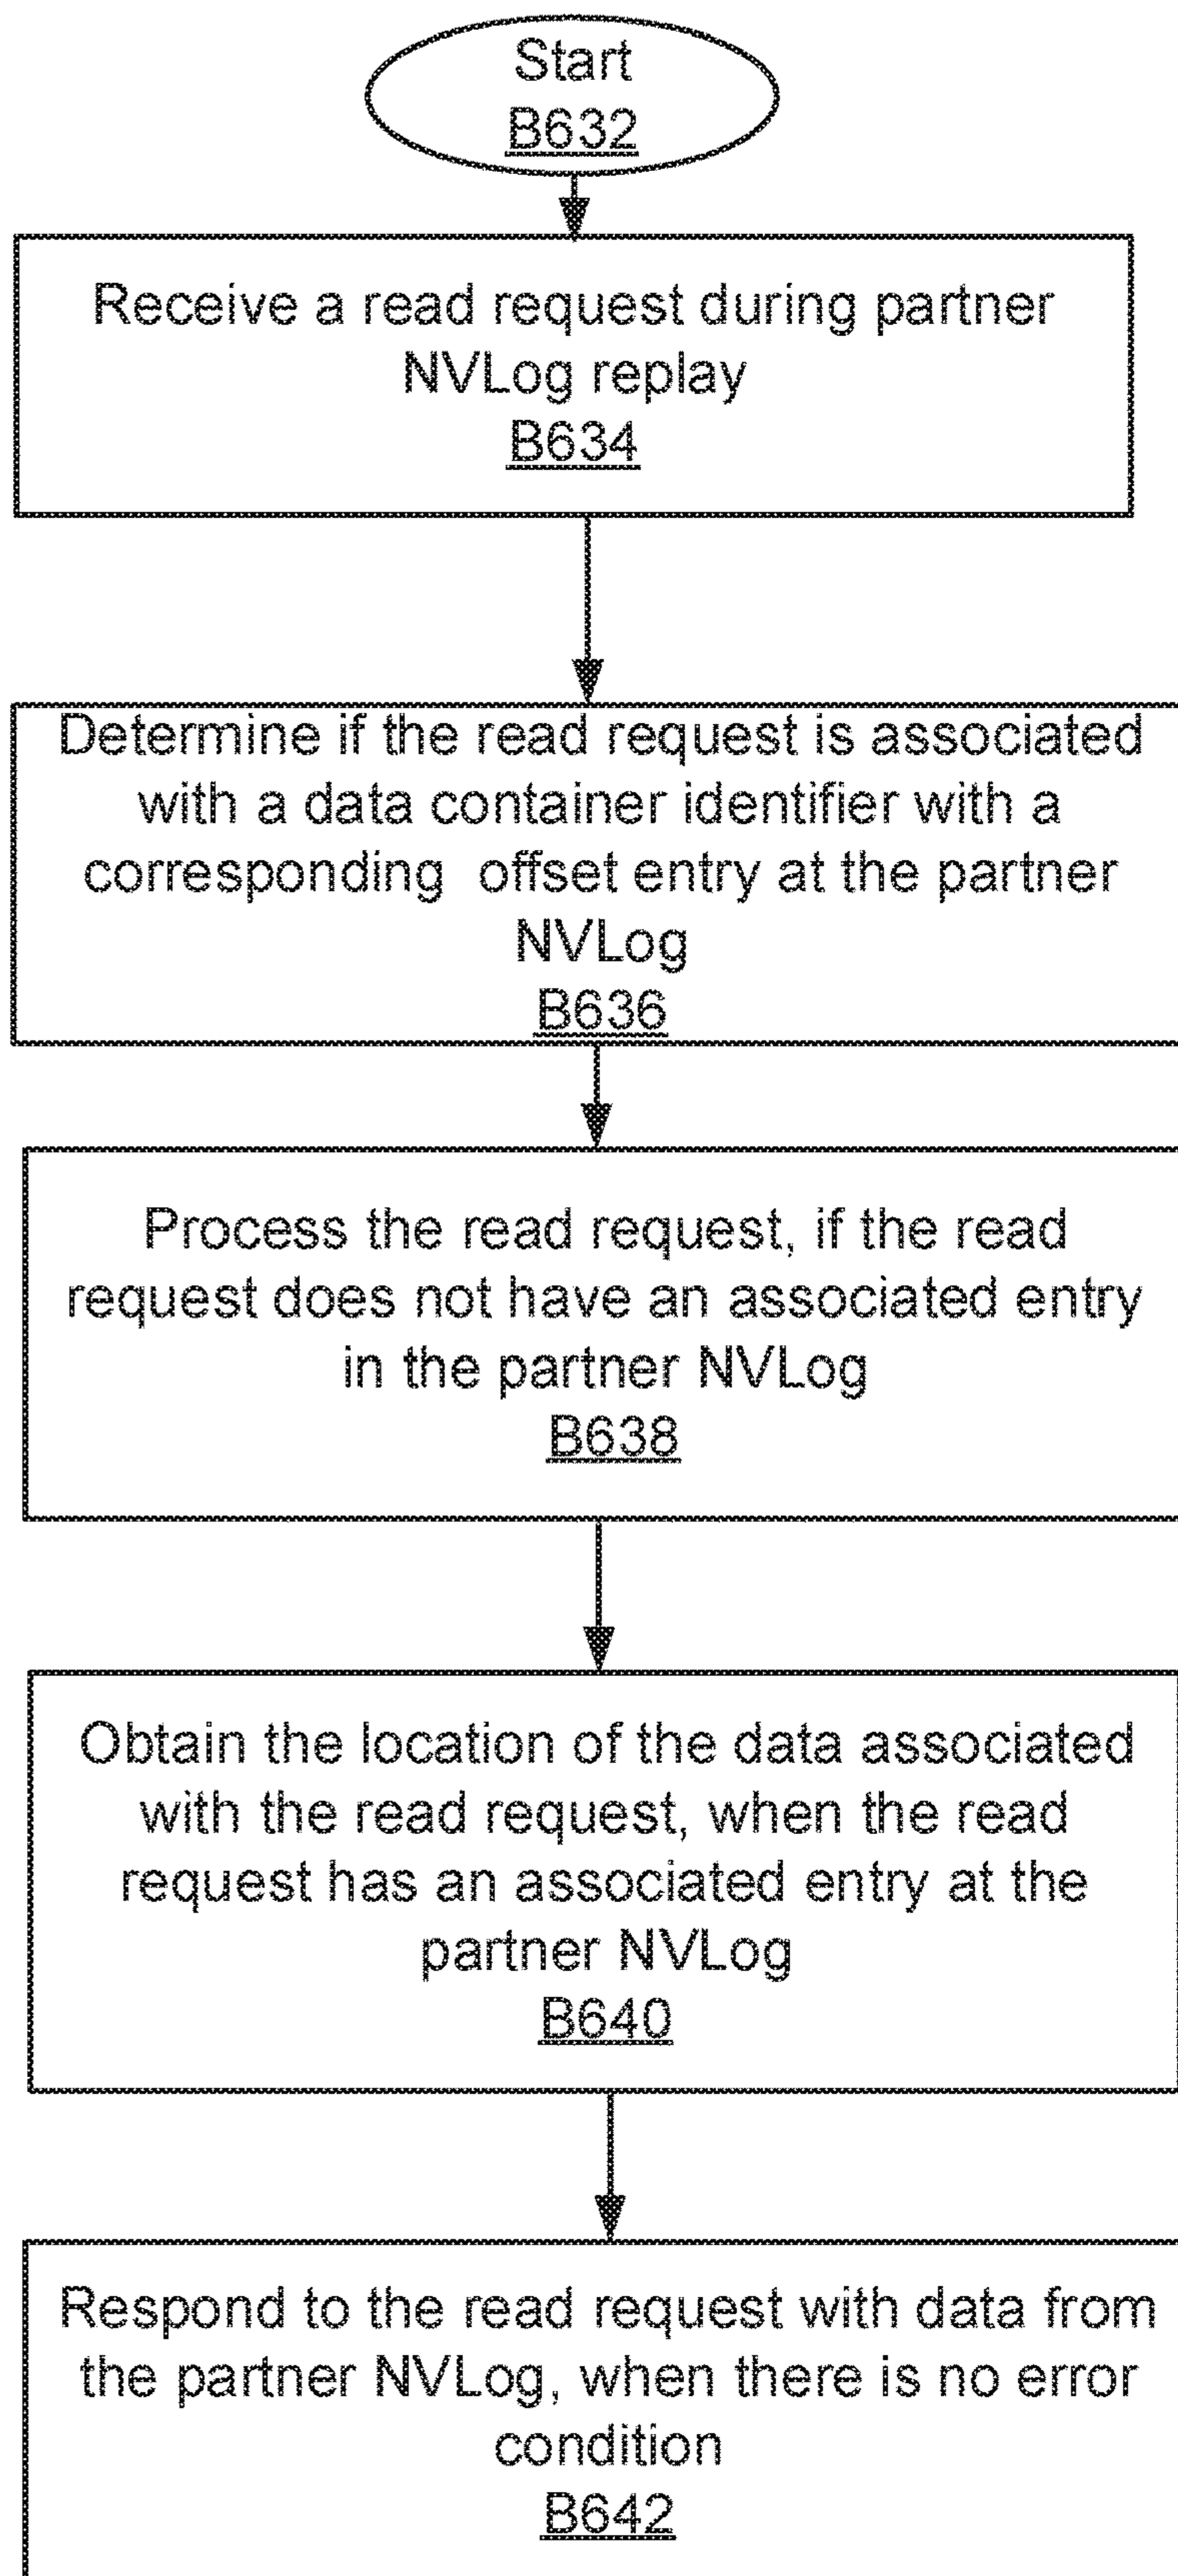 Start
B632
Receive a read request during partner
NVLog replay
B634
Determine if the read request is associated
with a data container identifier with a
corresponding offset entry at the partner
NVLog
B636
Process the read request, if the read
request does not have an associated entry
in the partner NVLog
B638
Obtain the location of the data associated
with the read request, when the read
request has an associated entry at the
partner NVLog
B640
Respond to the read request with data from
the partner NVLog, when there is no error
condition
B642